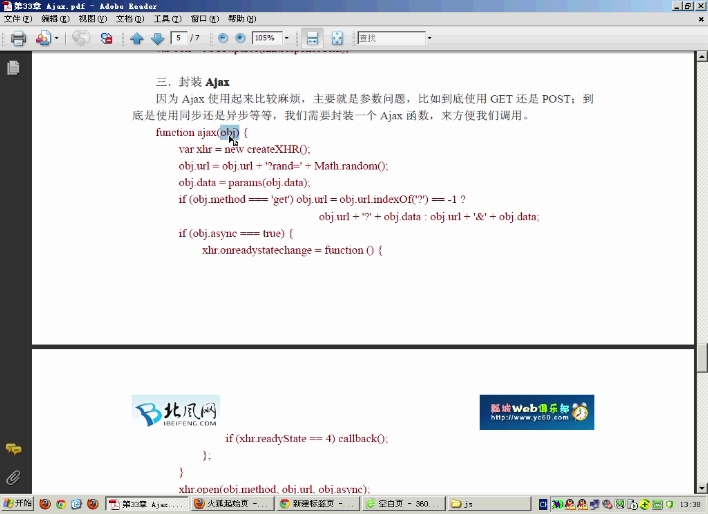 第33章 Ajax.pdf - Adobe Reader
文件(F) 编辑(E) 视图(V) 文档(D) 工具(T) 窗口(W) 帮助(H)
5 / 7 105% 查找
三．封装 Ajax
因为 Ajax 使用起来比较麻烦，主要就是参数问题，比如到底使用 GET 还是 POST；到
底是使用同步还是异步等等，我们需要封装一个 Ajax 函数，来方便我们调用。
function ajax(obj) {
var xhr = new createXHR();
obj.url = obj.url + '?rand=' + Math.random();
obj.data = params(obj.data);
if (obj.method === 'get') obj.url = obj.url.indexOf('?') == -1 ?
obj.url + '?' + obj.data : obj.url + '&' + obj.data;
if (obj.async === true) {
xhr.onreadystatechange = function () {
北风网
IBEIFENG.COM
瓢城Web俱乐部
http://www.yc60.com
if (xhr.readyState == 4) callback();
};
}
xhr.open(obj.method, obj.url, obj.async);
开始 第33章 Ajax.... 火狐起始页 - ... 新建标签页 - ... 空白页 - 360... js 13:38